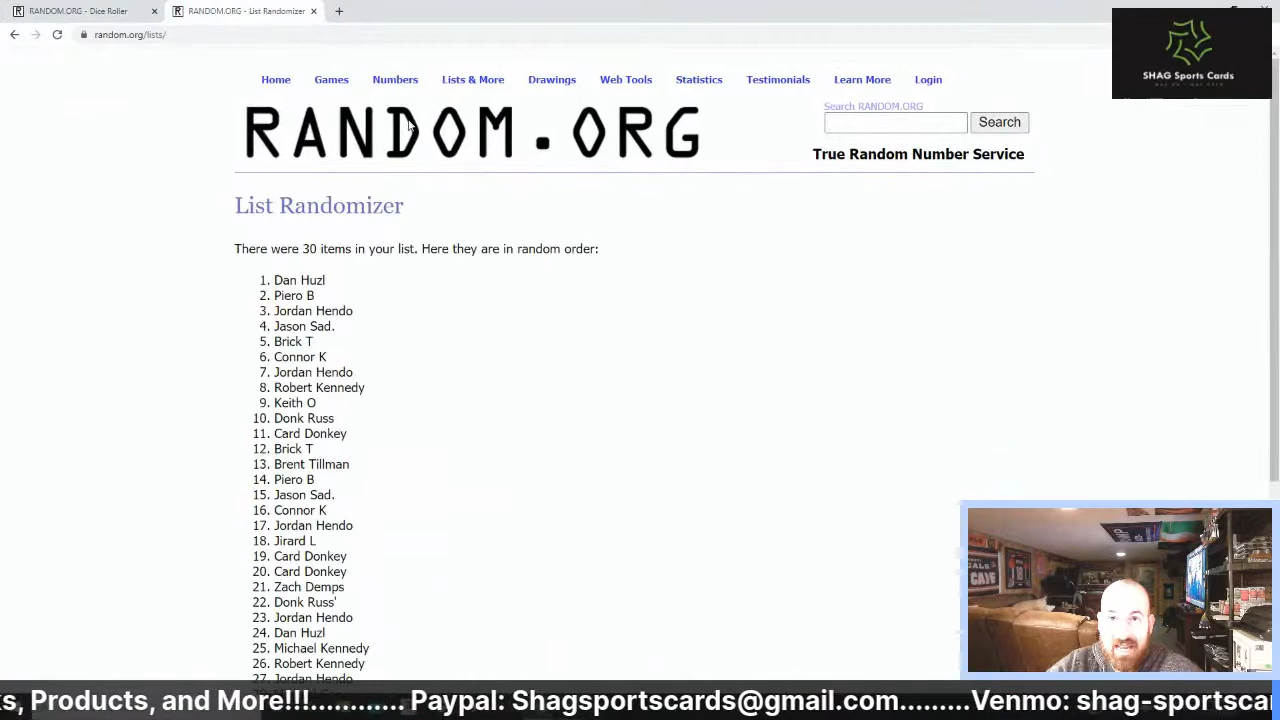 RANDOM.ORG - Dice Roller
RANDOM.ORG - List Randomizer
random.org/lists/
SHAG Sports Cards
Home Games Numbers Lists & More Drawings Web Tools Statistics Testimonials Learn More Login
Search RANDOM.ORG
RANDOM.ORG
Search
True Random Number Service
List Randomizer
There were 30 items in your list. Here they are in random order:
1. Dan Huzl
2. Piero B
3. Jordan Hendo
4. Jason Sad.
5. Brick T
6. Connor K
7. Jordan Hendo
8. Robert Kennedy
9. Keith O
10. Donk Russ
11. Card Donkey
12. Brick T
13. Brent Tillman
14. Piero B
15. Jason Sad.
16. Connor K
17. Jordan Hendo
18. Jirard L
19. Card Donkey
20. Card Donkey
21. Zach Demps
22. Donk Russ'
23. Jordan Hendo
24. Dan Huzl
25. Michael Kennedy
26. Robert Kennedy
27. Jordan Hendo
s, Products, and More!!!............ Paypal: Shagsportscards@gmail.com.........Venmo: shag-sportscar